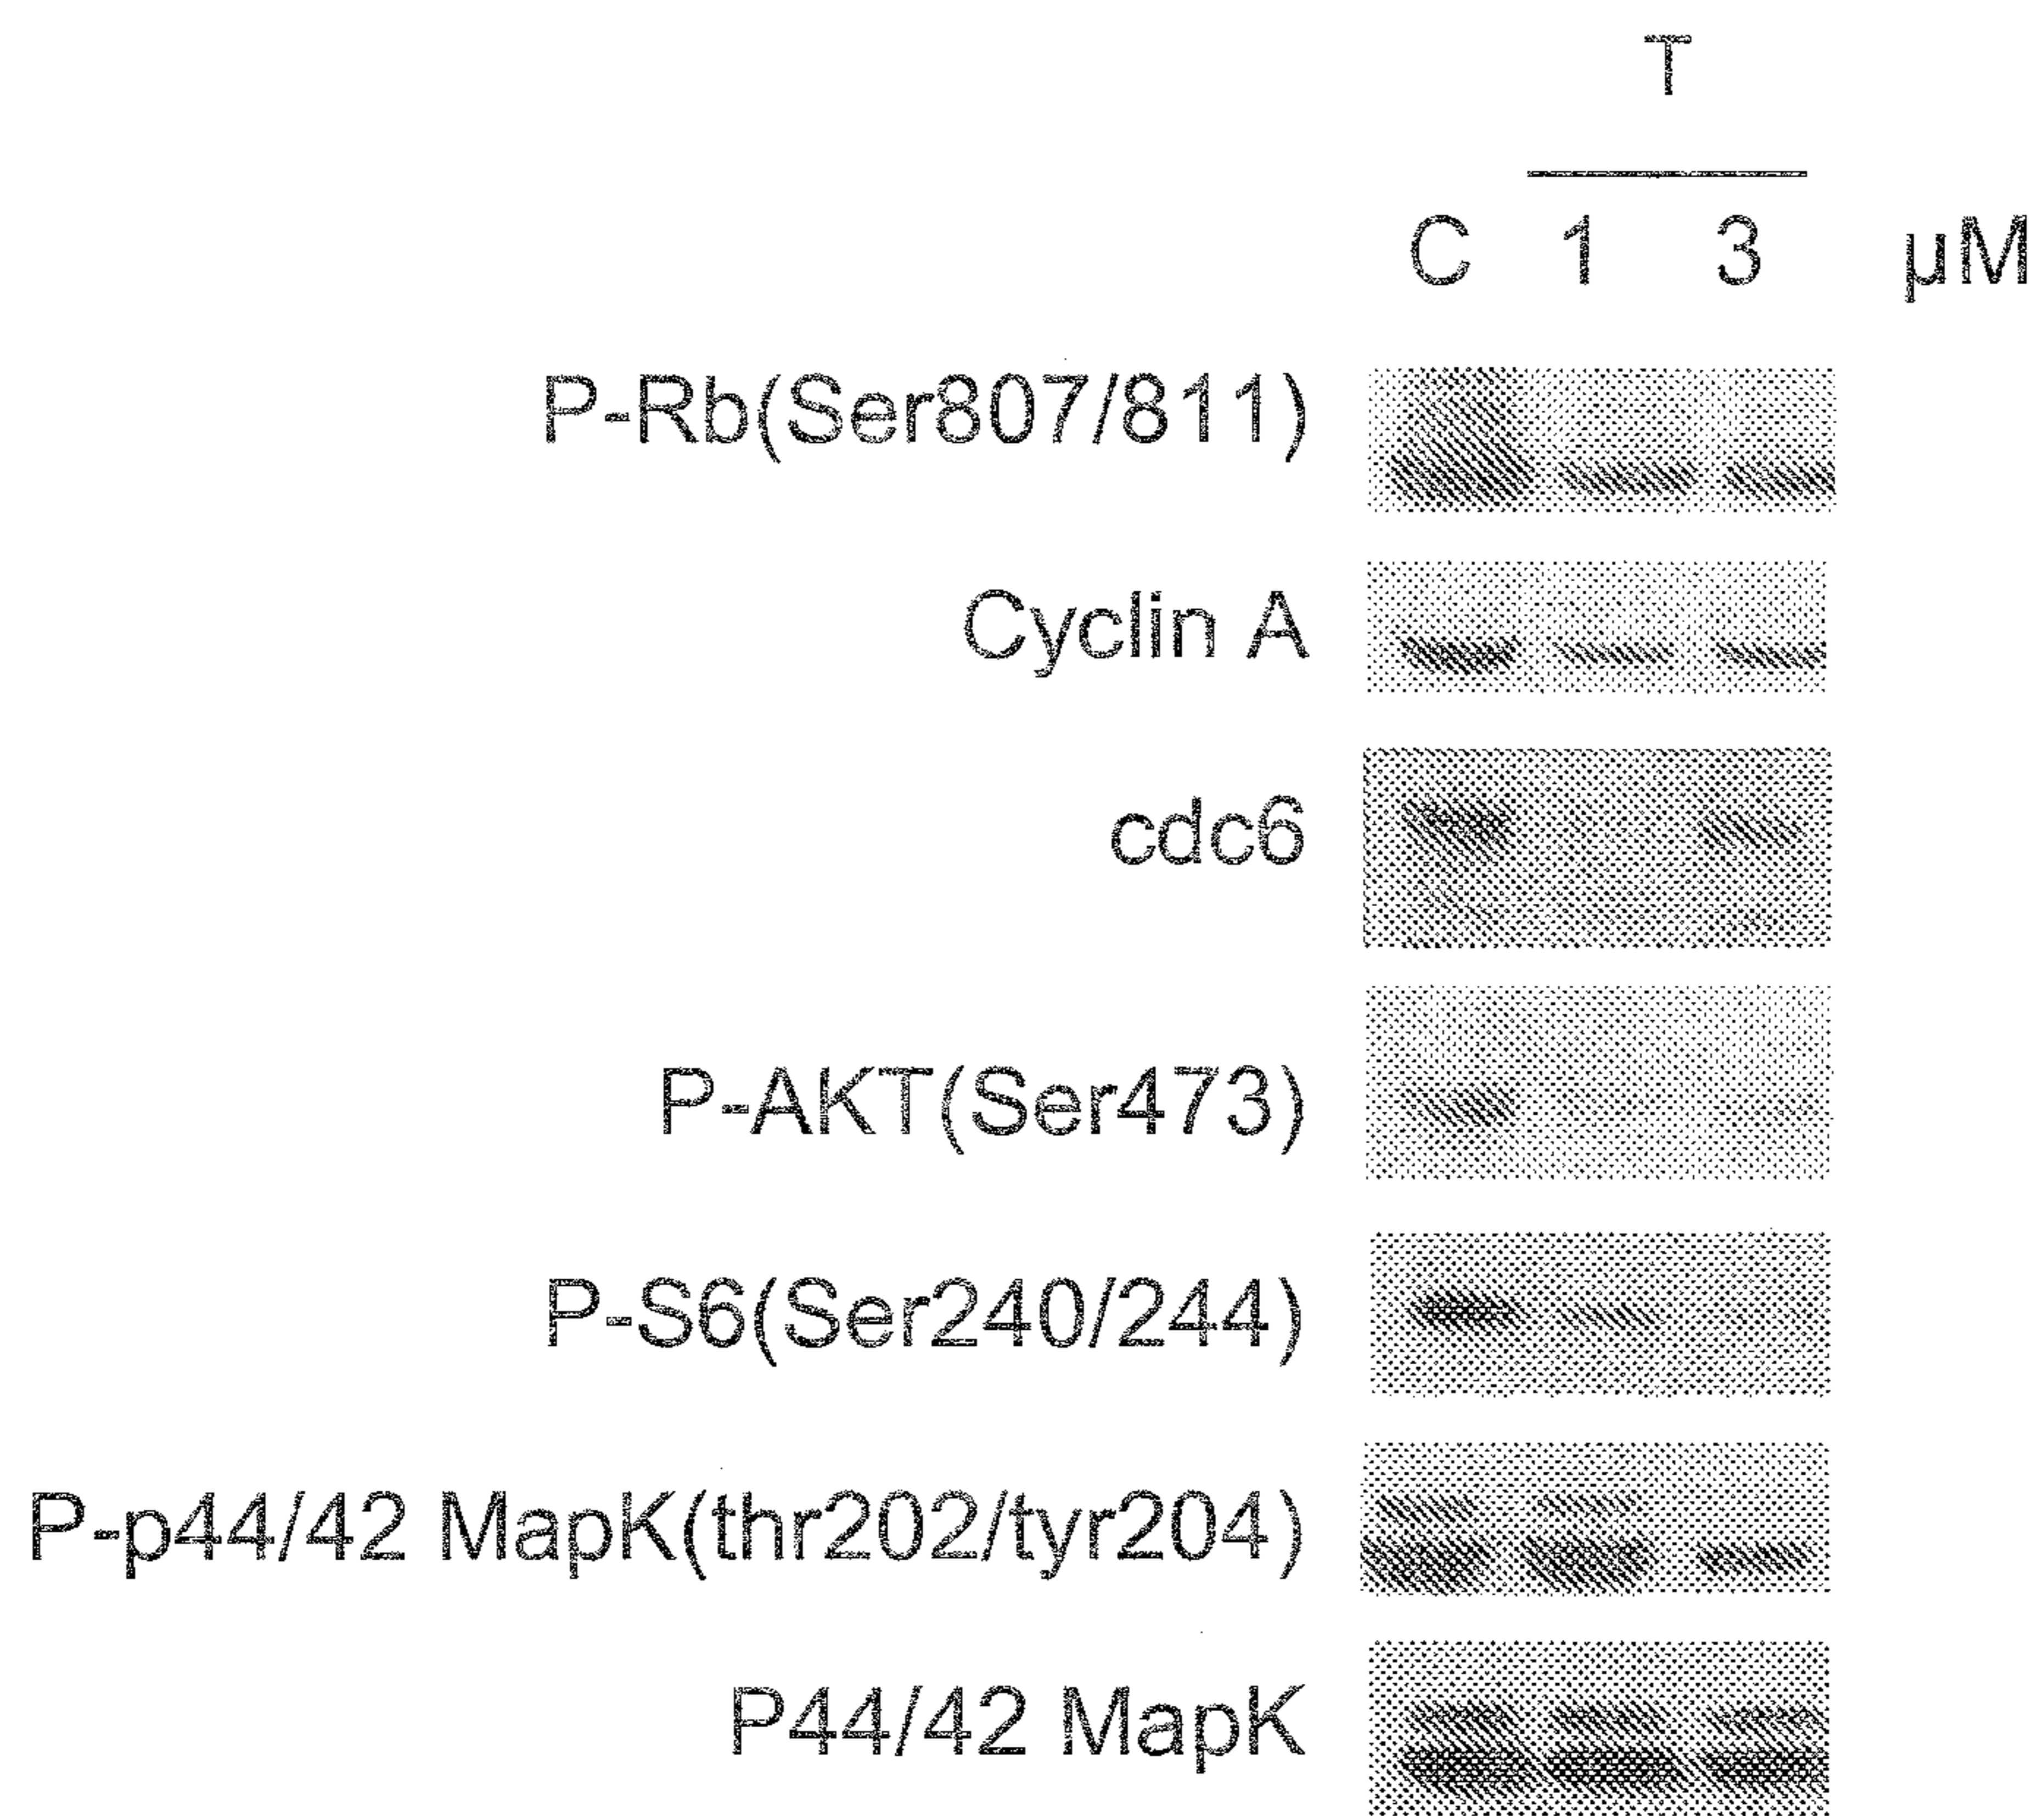 T
C 1 3 µM
P-Rb(Ser807/811)
Cyclin A
cdc6
P-AKT(Ser473)
P-S6(Ser240/244)
P-p44/42 MapK(thr202/tyr204)
P44/42 MapK